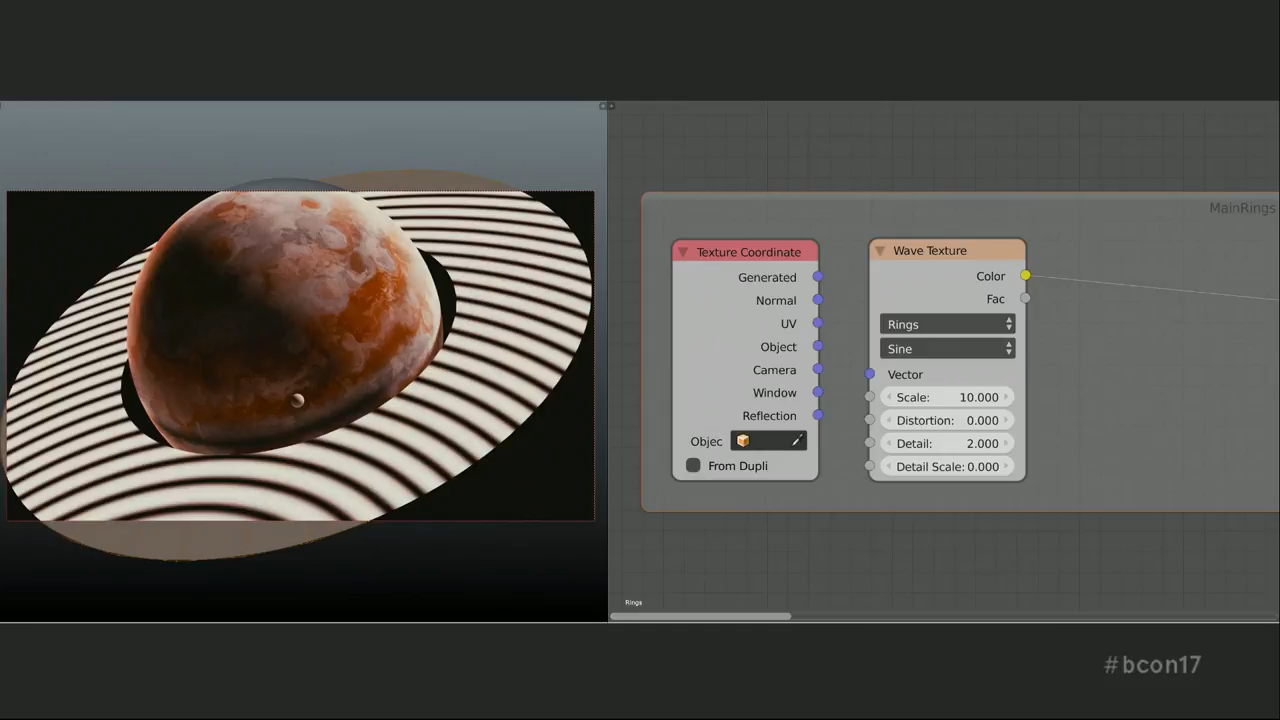 MainRings
Texture Coordinate
Generated
Normal
UV
Object
Camera
Window
Reflection
Objec
From Dupli
Wave Texture
Color
Fac
Rings
Sine
Vector
Scale: 10.000
Distortion: 0.000
Detail: 2.000
Detail Scale: 0.000
Rings
#bcon17